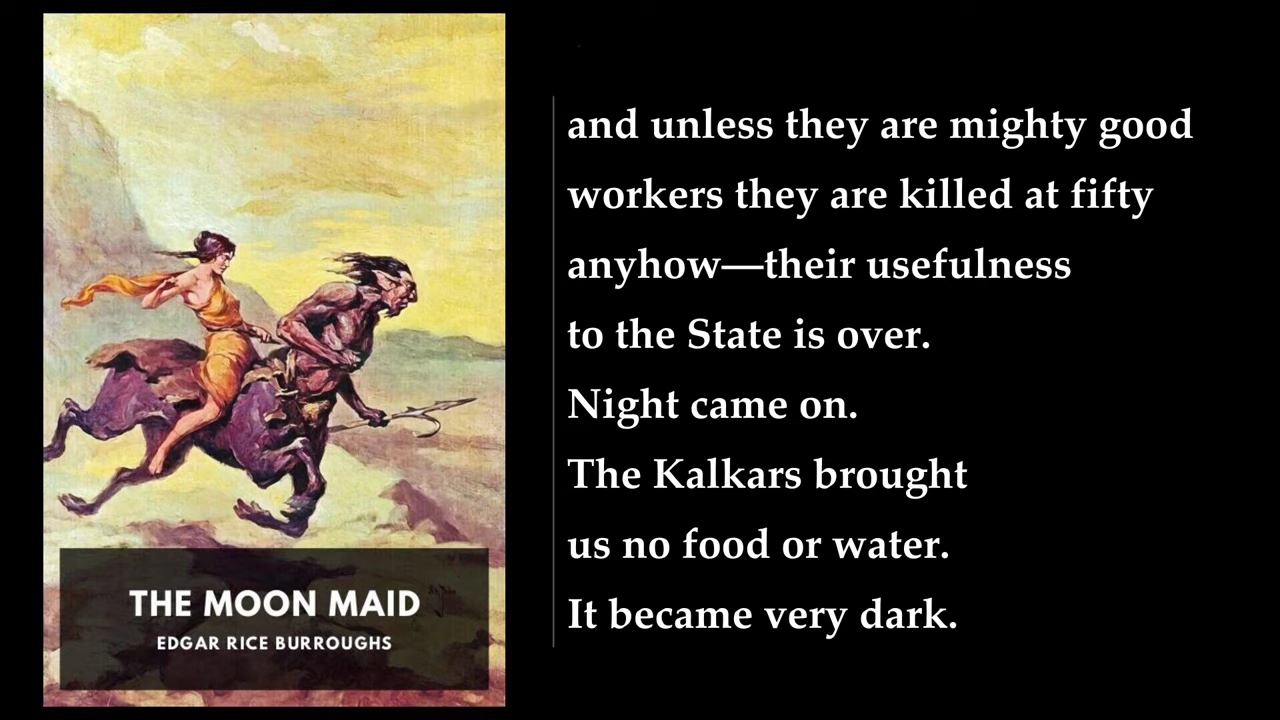 THE MOON MAID
EDGAR RICE BURROUGHS
and unless they are mighty good
workers they are killed at fifty
anyhow—their usefulness
to the State is over.
Night came on.
The Kalkars brought
us no food or water.
It became very dark.